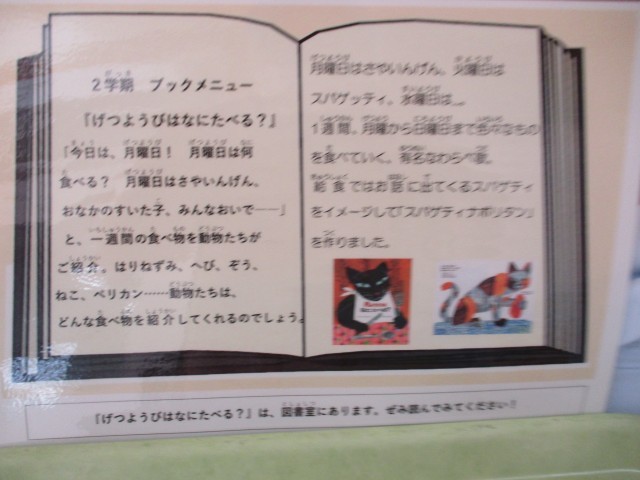 2学期 ブックメニュー
『げつようびはなにたべる？』
「今日は、月曜日！ 月曜日は何
食べる？ 月曜日はさやいんげん。
おなかのすいた子、みんなおいで――」
と、一週間の食べ物を動物たちが
ご紹介。はりねずみ、へび、ぞう、
ねこ、ペリカン……動物たちは、
どんな食べ物を紹介してくれるのでしょう。
月曜日はさやいんげん、火曜日は
スパゲッティ、水曜日は…。
1週間、月曜から日曜日まで色々なもの
を食べていく、有名なわらべ歌。
給食ではお話に出てくるスパゲティ
をイメージして「スパゲティナポリタン」
を作りました。
『げつようびはなにたべる？』は、図書室にあります。ぜひ読んでみてください！